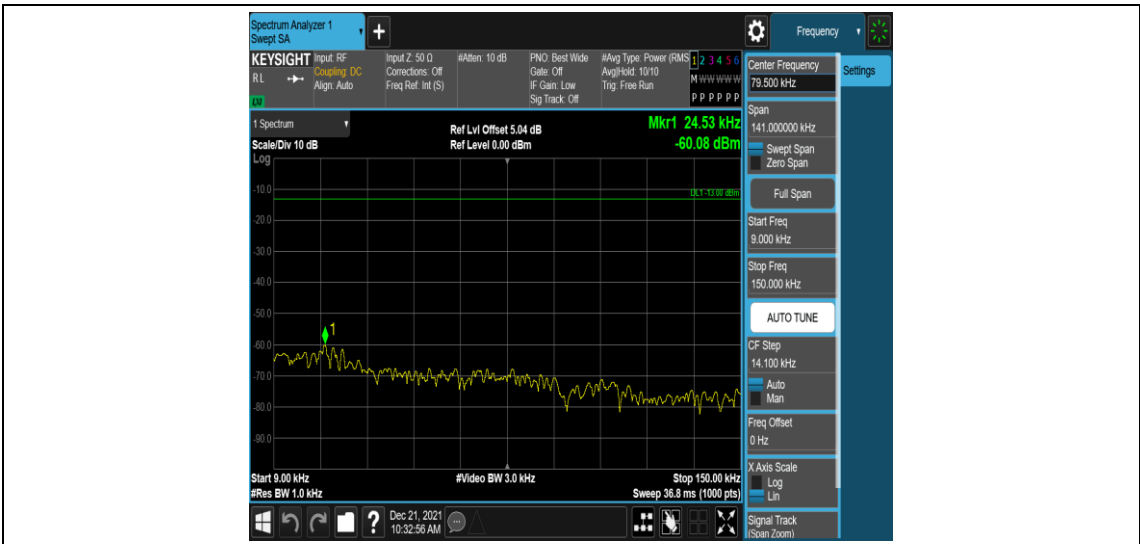 Spectrum Analyzer 1
Swept SA
Frequency
KEYSIGHT
RL
LXI
Input: RF
Coupling: DC
Align: Auto
Input Z: 50 Ω
Corrections: Off
Freq Ref: Int (S)
#Atten: 10 dB
PNO: Best Wide
Gate: Off
IF Gain: Low
Sig Track: Off
#Avg Type: Power (RMS
Avg|Hold: 10/10
Trig: Free Run
1 2 3 4 5 6
M W W W W W
P P P P P P
1 Spectrum
Scale/Div 10 dB
Ref Lvl Offset 5.04 dB
Ref Level 0.00 dBm
Mkr1 24.53 kHz
-60.08 dBm
Log
-10.0
DL1 -13.00 dBm
-20.0
-30.0
-40.0
-50.0
1
-60.0
-70.0
-80.0
-90.0
Start 9.00 kHz
#Res BW 1.0 kHz
#Video BW 3.0 kHz
Stop 150.00 kHz
Sweep 36.8 ms (1000 pts)
?
Dec 21, 2021
10:32:56 AM
Center Frequency
79.500 kHz
Settings
Span
141.000000 kHz
Swept Span
Zero Span
Full Span
Start Freq
9.000 kHz
Stop Freq
150.000 kHz
AUTO TUNE
CF Step
14.100 kHz
Auto
Man
Freq Offset
0 Hz
X Axis Scale
Log
Lin
Signal Track
(Span Zoom)